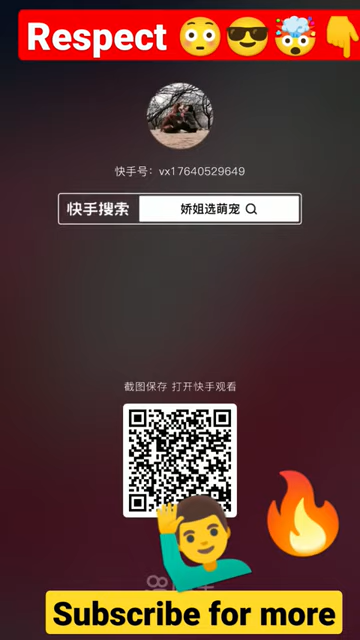 Respect
快手号：vx17640529649
快手搜索 娇姐选萌宠
截图保存 打开快手观看
Subscribe for more